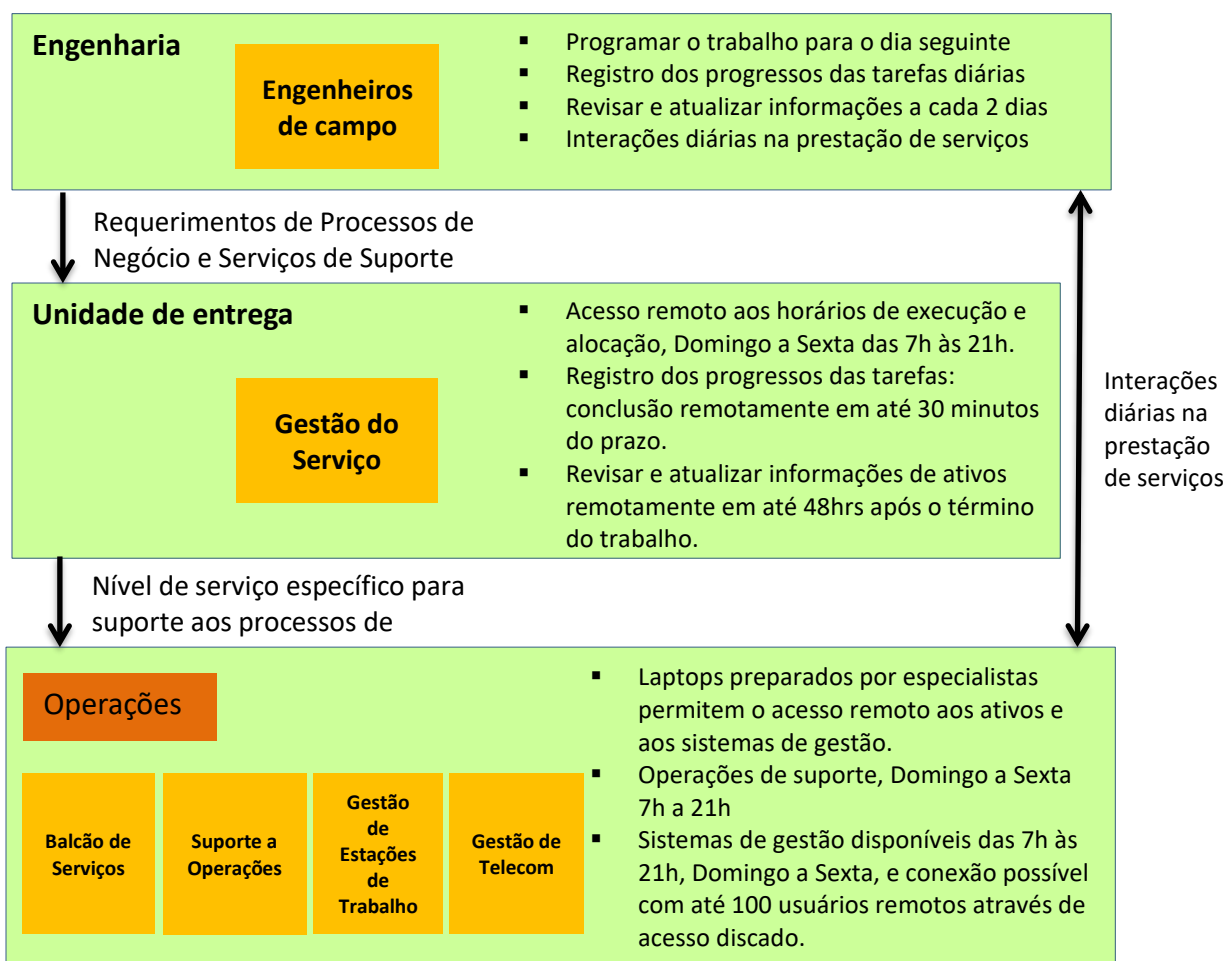 Engenharia
Engenheiros
de campo
▪ Programar o trabalho para o dia seguinte
▪ Registro dos progressos das tarefas diárias
▪ Revisar e atualizar informações a cada 2 dias
▪ Interações diárias na prestação de serviços
Requerimentos de Processos de
Negócio e Serviços de Suporte
Unidade de entrega
Gestão do
Serviço
▪ Acesso remoto aos horários de execução e
alocação, Domingo a Sexta das 7h às 21h.
▪ Registro dos progressos das tarefas:
conclusão remotamente em até 30 minutos
do prazo.
▪ Revisar e atualizar informações de ativos
remotamente em até 48hrs após o término
do trabalho.
Interações
diárias na
prestação
de serviços
Nível de serviço específico para
suporte aos processos de
Operações
Balcão de
Serviços
Suporte a
Operações
Gestão
de
Estações
de
Trabalho
Gestão de
Telecom
▪ Laptops preparados por especialistas
permitem o acesso remoto aos ativos e
aos sistemas de gestão.
▪ Operações de suporte, Domingo a Sexta
7h a 21h
▪ Sistemas de gestão disponíveis das 7h às
21h, Domingo a Sexta, e conexão possível
com até 100 usuários remotos através de
acesso discado.